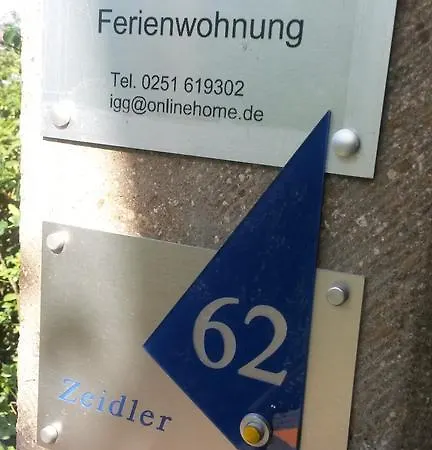 Ferienwohnung
Tel. 0251 619302
igg@onlinehome.de
62
Zeidler